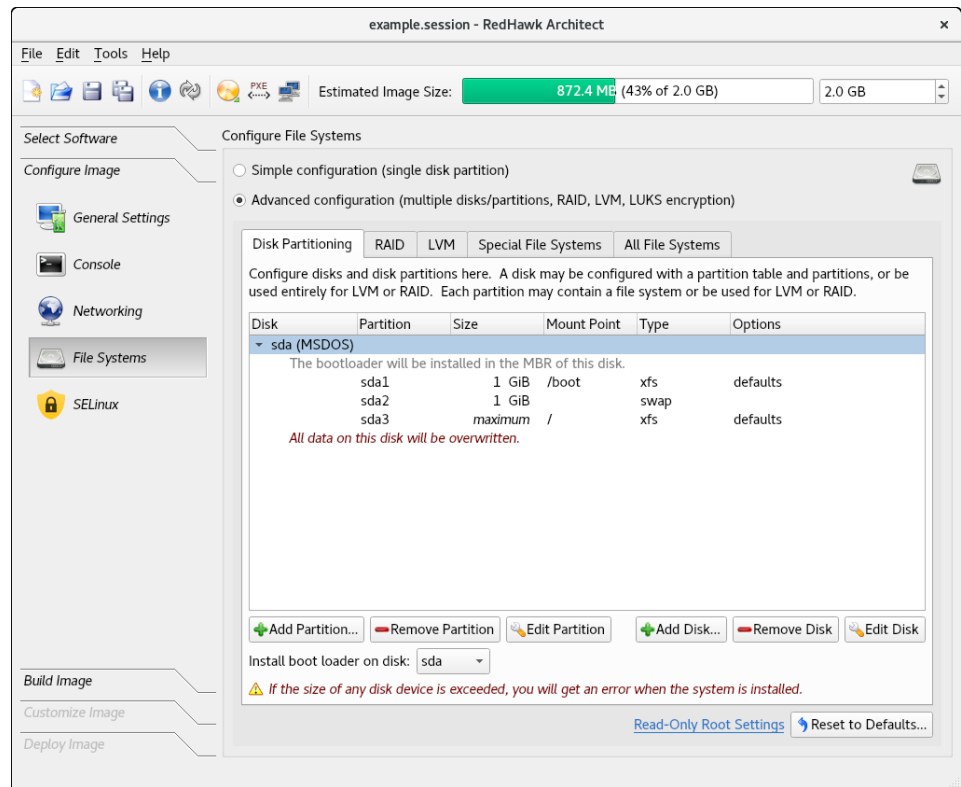 example.session - RedHawk Architect ×
File Edit Tools Help
PXE
Estimated Image Size: 872.4 MB (43% of 2.0 GB) 2.0 GB
Select Software
Configure Image
General Settings
Console
Networking
File Systems
SELinux
Build Image
Customize Image
Deploy Image
Configure File Systems
Simple configuration (single disk partition)
Advanced configuration (multiple disks/partitions, RAID, LVM, LUKS encryption)
Disk Partitioning RAID LVM Special File Systems All File Systems
Configure disks and disk partitions here. A disk may be configured with a partition table and partitions, or be
used entirely for LVM or RAID. Each partition may contain a file system or be used for LVM or RAID.
Disk Partition Size Mount Point Type Options
sda (MSDOS)
The bootloader will be installed in the MBR of this disk.
sda1 1 GiB /boot xfs defaults
sda2 1 GiB swap
sda3 maximum / xfs defaults
All data on this disk will be overwritten.
Add Partition... Remove Partition Edit Partition Add Disk... Remove Disk Edit Disk
Install boot loader on disk: sda
If the size of any disk device is exceeded, you will get an error when the system is installed.
Read-Only Root Settings Reset to Defaults...